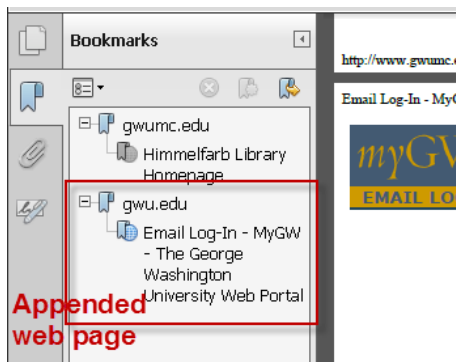 Bookmarks
http://www.gwumc.e
gwumc.edu
Email Log-In - MyG
Himmelfarb Library
Homepage
myGW
EMAIL LO
gwu.edu
Email Log-In - MyGW
- The George
Washington
University Web Portal
Appended
web page